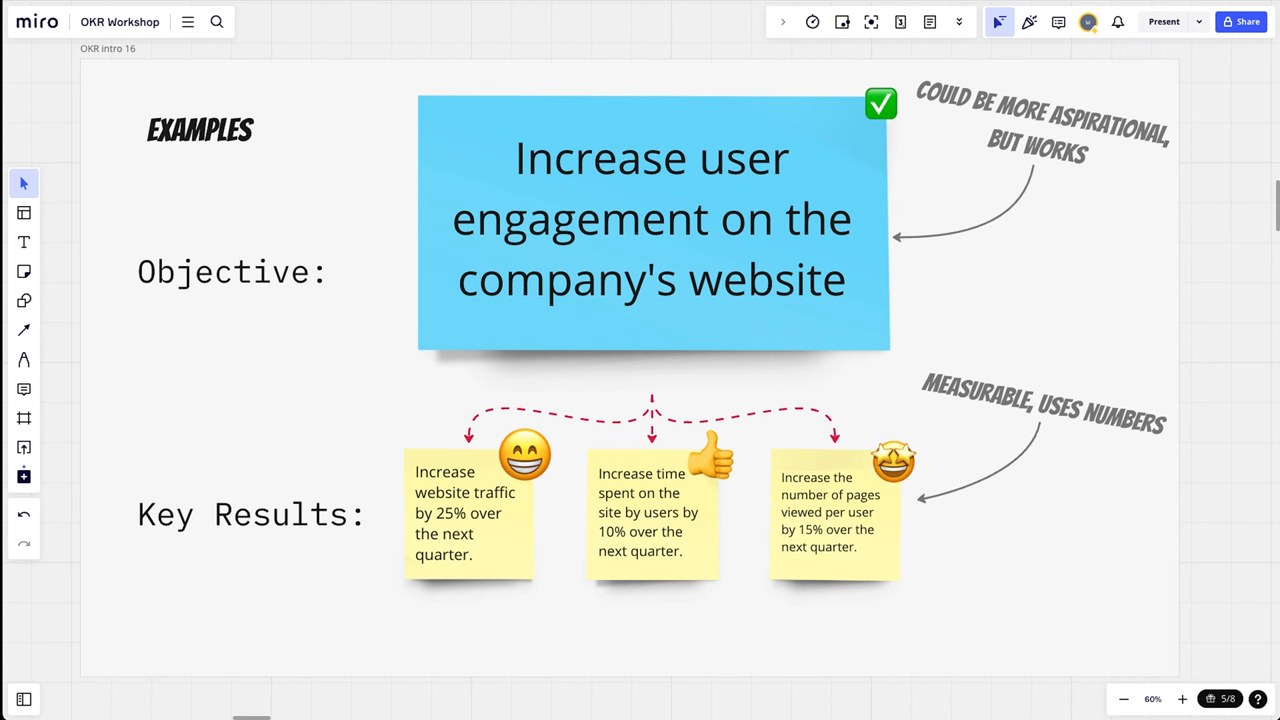 miro
OKR Workshop
3
Present
Share
OKR intro 16
EXAMPLES
Increase user
engagement on the
company's website
COULD BE MORE ASPIRATIONAL,
BUT WORKS
Objective:
MEASURABLE, USES NUMBERS
Key Results:
Increase
website traffic
by 25% over
the next
quarter.
Increase time
spent on the
site by users by
10% over the
next quarter.
Increase the
number of pages
viewed per user
by 15% over the
next quarter.
60%
5/8
?